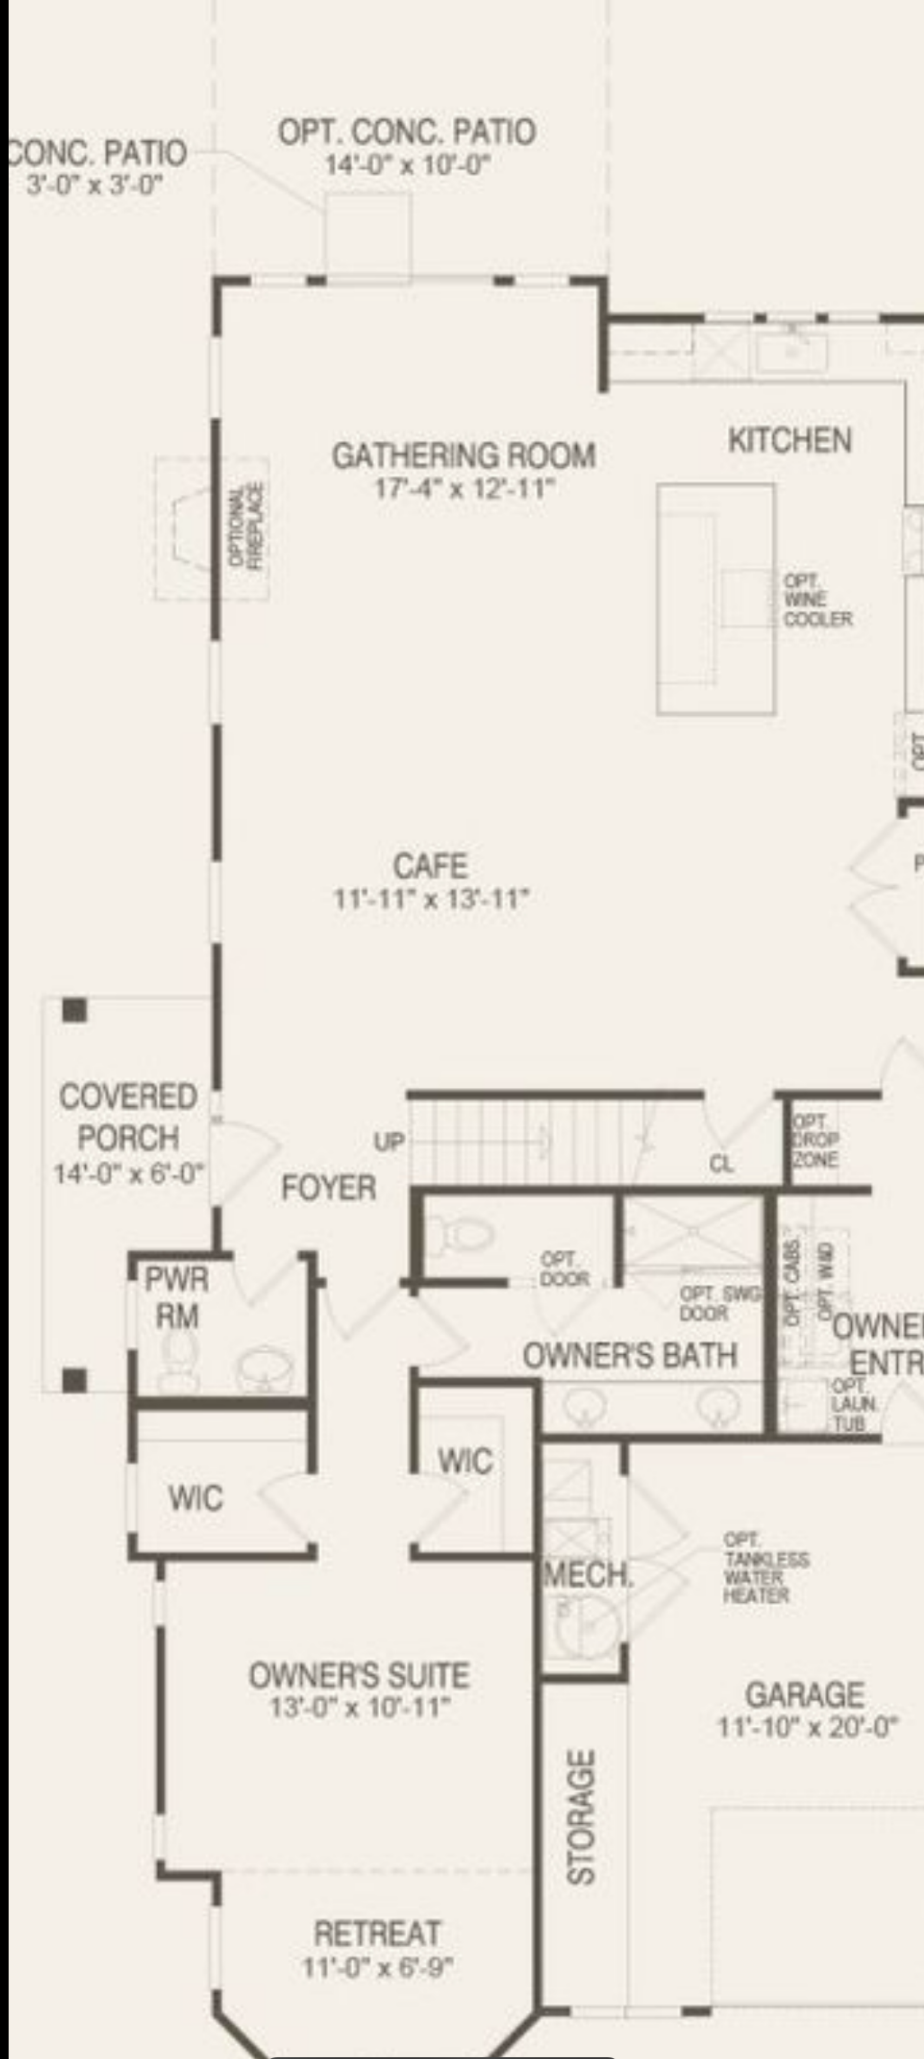 OPT. CONC. PATIO
14'-0" x 10'-0"
CONC. PATIO
3'-0" x 3'-0"
GATHERING ROOM
17'-4" x 12'-11"
KITCHEN
OPTIONAL
FIREPLACE
OPT.
WINE
COOLER
OPT
CAFE
11'-11" x 13'-11"
P
COVERED
PORCH
14'-0" x 6'-0"
UP
FOYER
CL
OPT.
DROP
ZONE
PWR
RM
OPT.
DOOR
OPT. SWG
DOOR
OPT. CABS.
OPT. W&D
OWNER'S BATH
OWNE
ENTR
OPT.
LAUN.
TUB
WIC
WIC
MECH.
OPT.
TANKLESS
WATER
HEATER
OWNER'S SUITE
13'-0" x 10'-11"
GARAGE
11'-10" x 20'-0"
STORAGE
RETREAT
11'-0" x 6'-9"